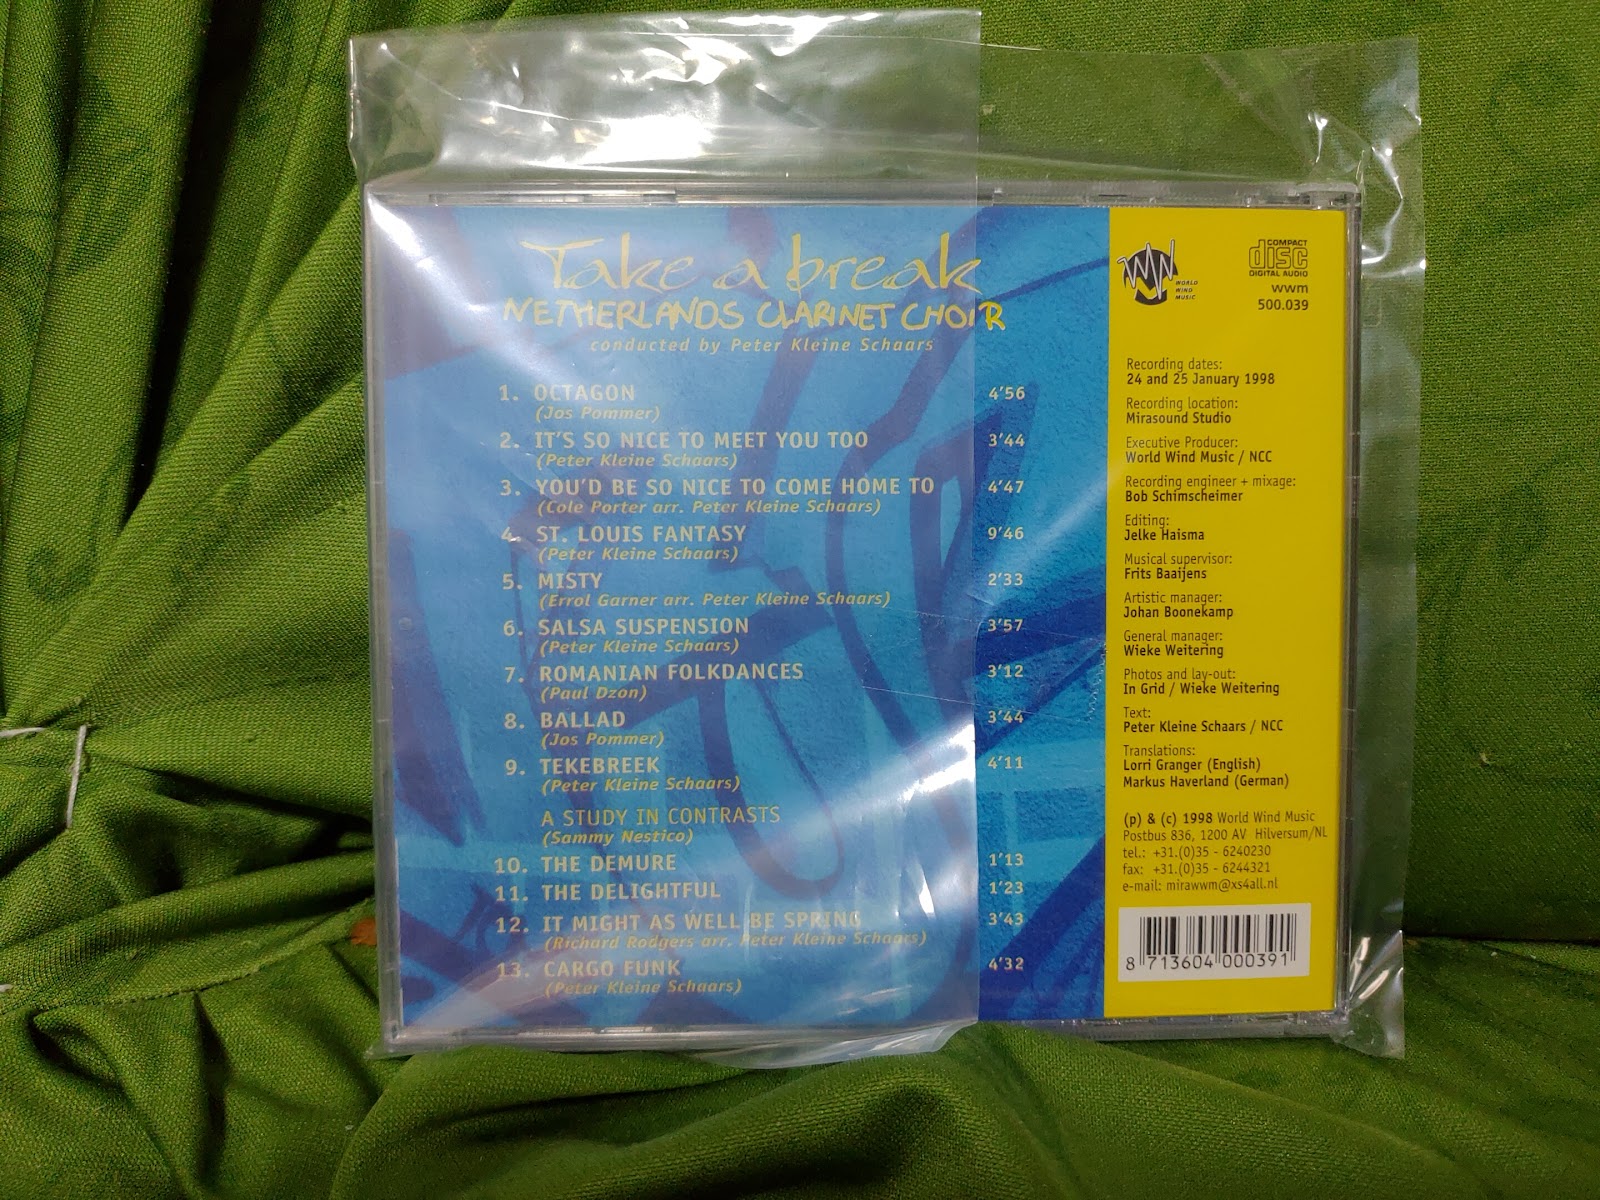 Take a break
NETHERLANDS CLARINET CHOIR
conducted by Peter Kleine Schaars
1. OCTAGON 4'56
(Jos Pommer)
2. IT'S SO NICE TO MEET YOU TOO 3'44
(Peter Kleine Schaars)
3. YOU'D BE SO NICE TO COME HOME TO 4'47
(Cole Porter arr. Peter Kleine Schaars)
4. ST. LOUIS FANTASY 9'46
(Peter Kleine Schaars)
5. MISTY 2'33
(Errol Garner arr. Peter Kleine Schaars)
6. SALSA SUSPENSION 3'57
(Peter Kleine Schaars)
7. ROMANIAN FOLKDANCES 3'12
(Paul Dzon)
8. BALLAD 3'44
(Jos Pommer)
9. TEKEBREEK 4'11
(Peter Kleine Schaars)
A STUDY IN CONTRASTS
(Sammy Nestico)
10. THE DEMURE 1'13
11. THE DELIGHTFUL 1'23
12. IT MIGHT AS WELL BE SPRING 3'43
(Richard Rodgers arr. Peter Kleine Schaars)
13. CARGO FUNK 4'32
(Peter Kleine Schaars)
WORLD
WIND
MUSIC
COMPACT
disc
DIGITAL AUDIO
WWM
500.039
Recording dates:
24 and 25 January 1998
Recording location:
Mirasound Studio
Executive Producer:
World Wind Music / NCC
Recording engineer + mixage:
Bob Schimscheimer
Editing:
Jelke Haisma
Musical supervisor:
Frits Baaijens
Artistic manager:
Johan Boonekamp
General manager:
Wieke Weitering
Photos and lay-out:
In Grid / Wieke Weitering
Text:
Peter Kleine Schaars / NCC
Translations:
Lorri Granger (English)
Markus Haverland (German)
(p) & (c) 1998 World Wind Music
Postbus 836, 1200 AV Hilversum/NL
tel.: +31.(0)35 - 6240230
fax: +31.(0)35 - 6244321
e-mail: mirawwm@xs4all.nl
8 713604 000391